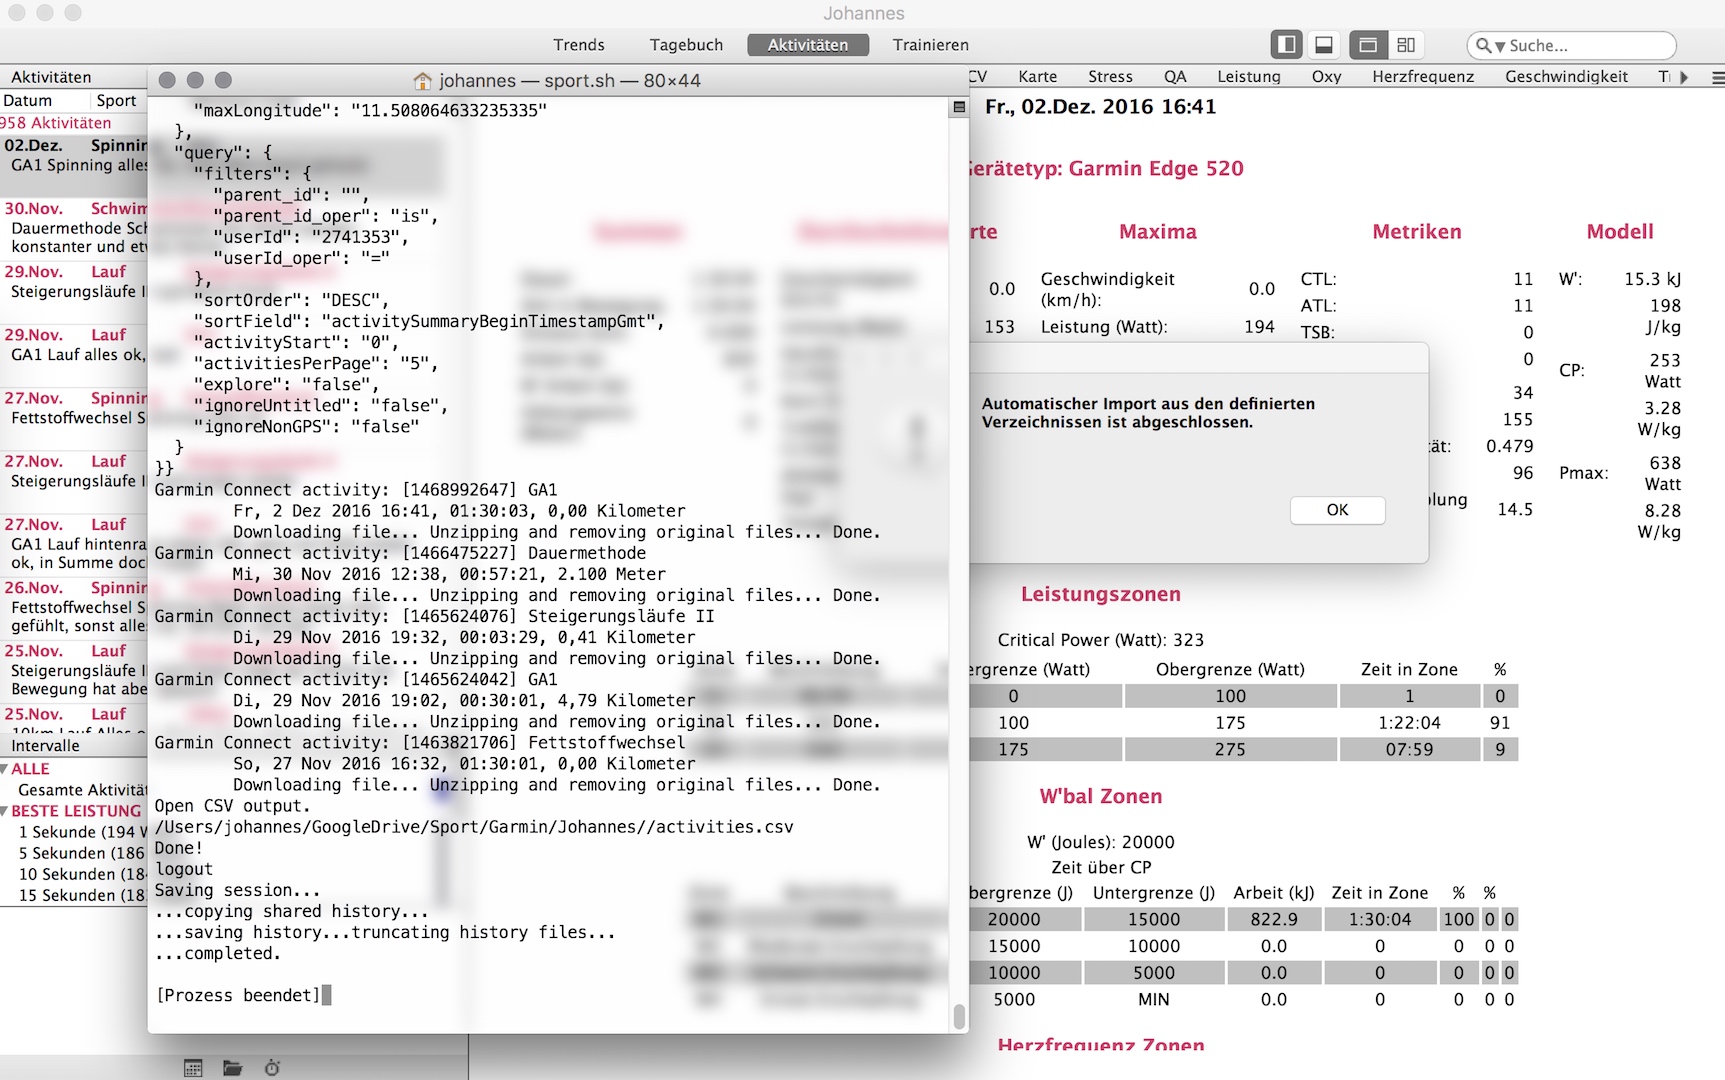 Johannes
Trends
Tagebuch
Aktivitäten
Trainieren
Suche...
Aktivitäten
Datum
Sport
958 Aktivitäten
02.Dez. Spinnin
GA1 Spinning alles
30.Nov. Schwim
Dauermethode Sch
konstanter und etw
29.Nov. Lauf
Steigerungsläufe II
29.Nov. Lauf
GA1 Lauf alles ok,
27.Nov. Spinnin
Fettstoffwechsel S
27.Nov. Lauf
Steigerungsläufe II
27.Nov. Lauf
GA1 Lauf hintenra
ok, in Summe doc
26.Nov. Spinnin
Fettstoffwechsel S
gefühlt, sonst alles
25.Nov. Lauf
Steigerungsläufe II
Bewegung hat abe
25.Nov. Lauf
Intervalle
ALLE
Gesamte Aktivität
BESTE LEISTUNG
1 Sekunde (194 W
5 Sekunden (186
10 Sekunden (184
15 Sekunden (18
johannes — sport.sh — 80×44
"maxLongitude": "11.508064633235335"
},
"query": {
"filters": {
"parent_id": "",
"parent_id_oper": "is",
"userId": "2741353",
"userId_oper": "="
},
"sortOrder": "DESC",
"sortField": "activitySummaryBeginTimestampGmt",
"activityStart": "0",
"activitiesPerPage": "5",
"explore": "false",
"ignoreUntitled": "false",
"ignoreNonGPS": "false"
}
}}
Garmin Connect activity: [1468992647] GA1
Fr, 2 Dez 2016 16:41, 01:30:03, 0,00 Kilometer
Downloading file... Unzipping and removing original files... Done.
Garmin Connect activity: [1466475227] Dauermethode
Mi, 30 Nov 2016 12:38, 00:57:21, 2.100 Meter
Downloading file... Unzipping and removing original files... Done.
Garmin Connect activity: [1465624076] Steigerungsläufe II
Di, 29 Nov 2016 19:32, 00:03:29, 0,41 Kilometer
Downloading file... Unzipping and removing original files... Done.
Garmin Connect activity: [1465624042] GA1
Di, 29 Nov 2016 19:02, 00:30:01, 4,79 Kilometer
Downloading file... Unzipping and removing original files... Done.
Garmin Connect activity: [1463821706] Fettstoffwechsel
So, 27 Nov 2016 16:32, 01:30:01, 0,00 Kilometer
Downloading file... Unzipping and removing original files... Done.
Open CSV output.
/Users/johannes/GoogleDrive/Sport/Garmin/Johannes//activities.csv
Done!
logout
Saving session...
...copying shared history...
...saving history...truncating history files...
...completed.
[Prozess beendet]
CV Karte Stress QA Leistung Oxy Herzfrequenz Geschwindigkeit
Fr., 02.Dez. 2016 16:41
Gerätetyp: Garmin Edge 520
rte
Maxima
Metriken
Modell
0.0
153
Geschwindigkeit
(km/h):
0.0
Leistung (Watt): 194
CTL: 11
ATL: 11
TSB: 0
0
34
155
tät: 0.479
96
olung
14.5
W': 15.3 kJ
198
J/kg
CP: 253
Watt
3.28
W/kg
Pmax: 638
Watt
8.28
W/kg
Automatischer Import aus den definierten
Verzeichnissen ist abgeschlossen.
OK
Leistungszonen
Critical Power (Watt): 323
ergrenze (Watt) Obergrenze (Watt) Zeit in Zone %
0 100 1 0
100 175 1:22:04 91
175 275 07:59 9
W'bal Zonen
W' (Joules): 20000
Zeit über CP
bergrenze (J) Untergrenze (J) Arbeit (kJ) Zeit in Zone % %
20000 15000 822.9 1:30:04 100 0 0
15000 10000 0.0 0 0 0 0
10000 5000 0.0 0 0 0 0
5000 MIN 0.0 0 0 0 0
Herzfrequenz Zonen